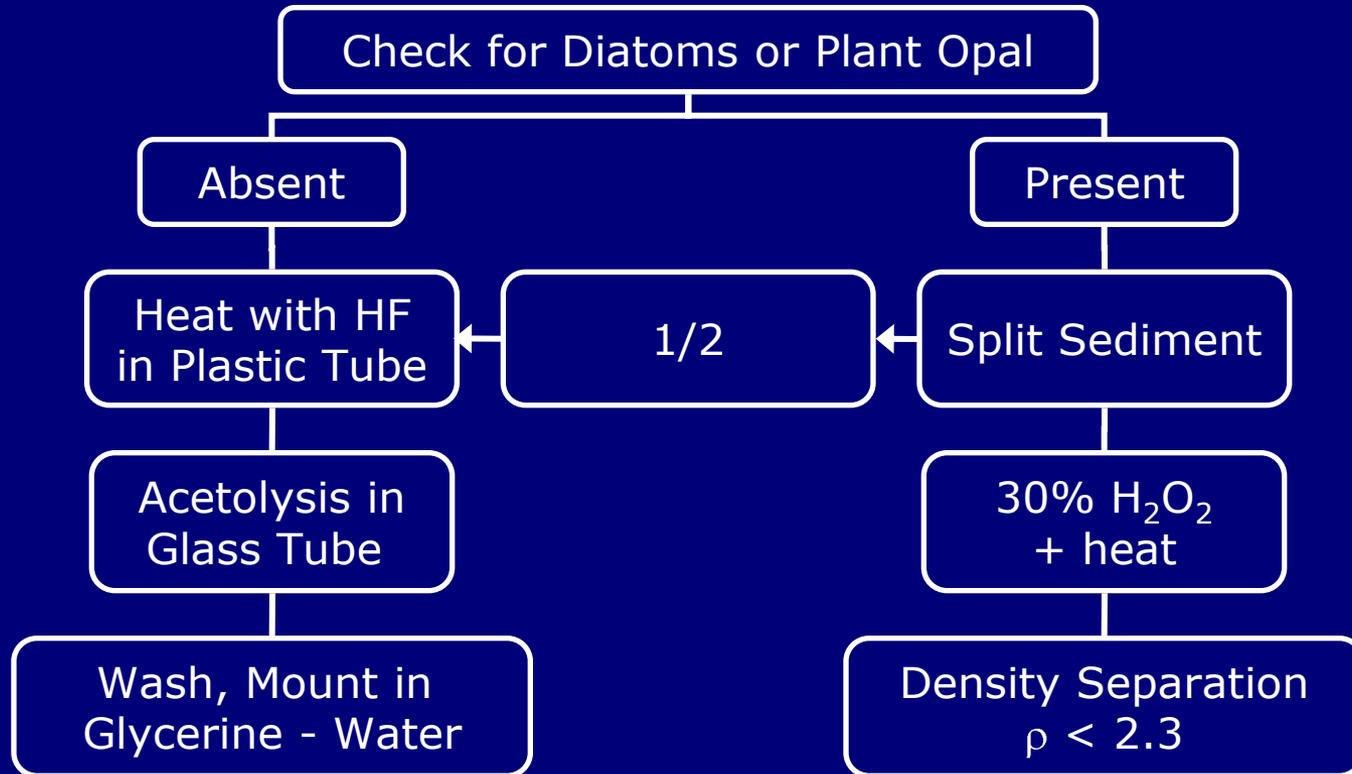 Check for Diatoms or Plant Opal
Absent
Present
Heat with HF
in Plastic Tube
1/2
Split Sediment
Acetolysis in
Glass Tube
30% H₂O₂
+ heat
Wash, Mount in
Glycerine - Water
Density Separation
ρ < 2.3